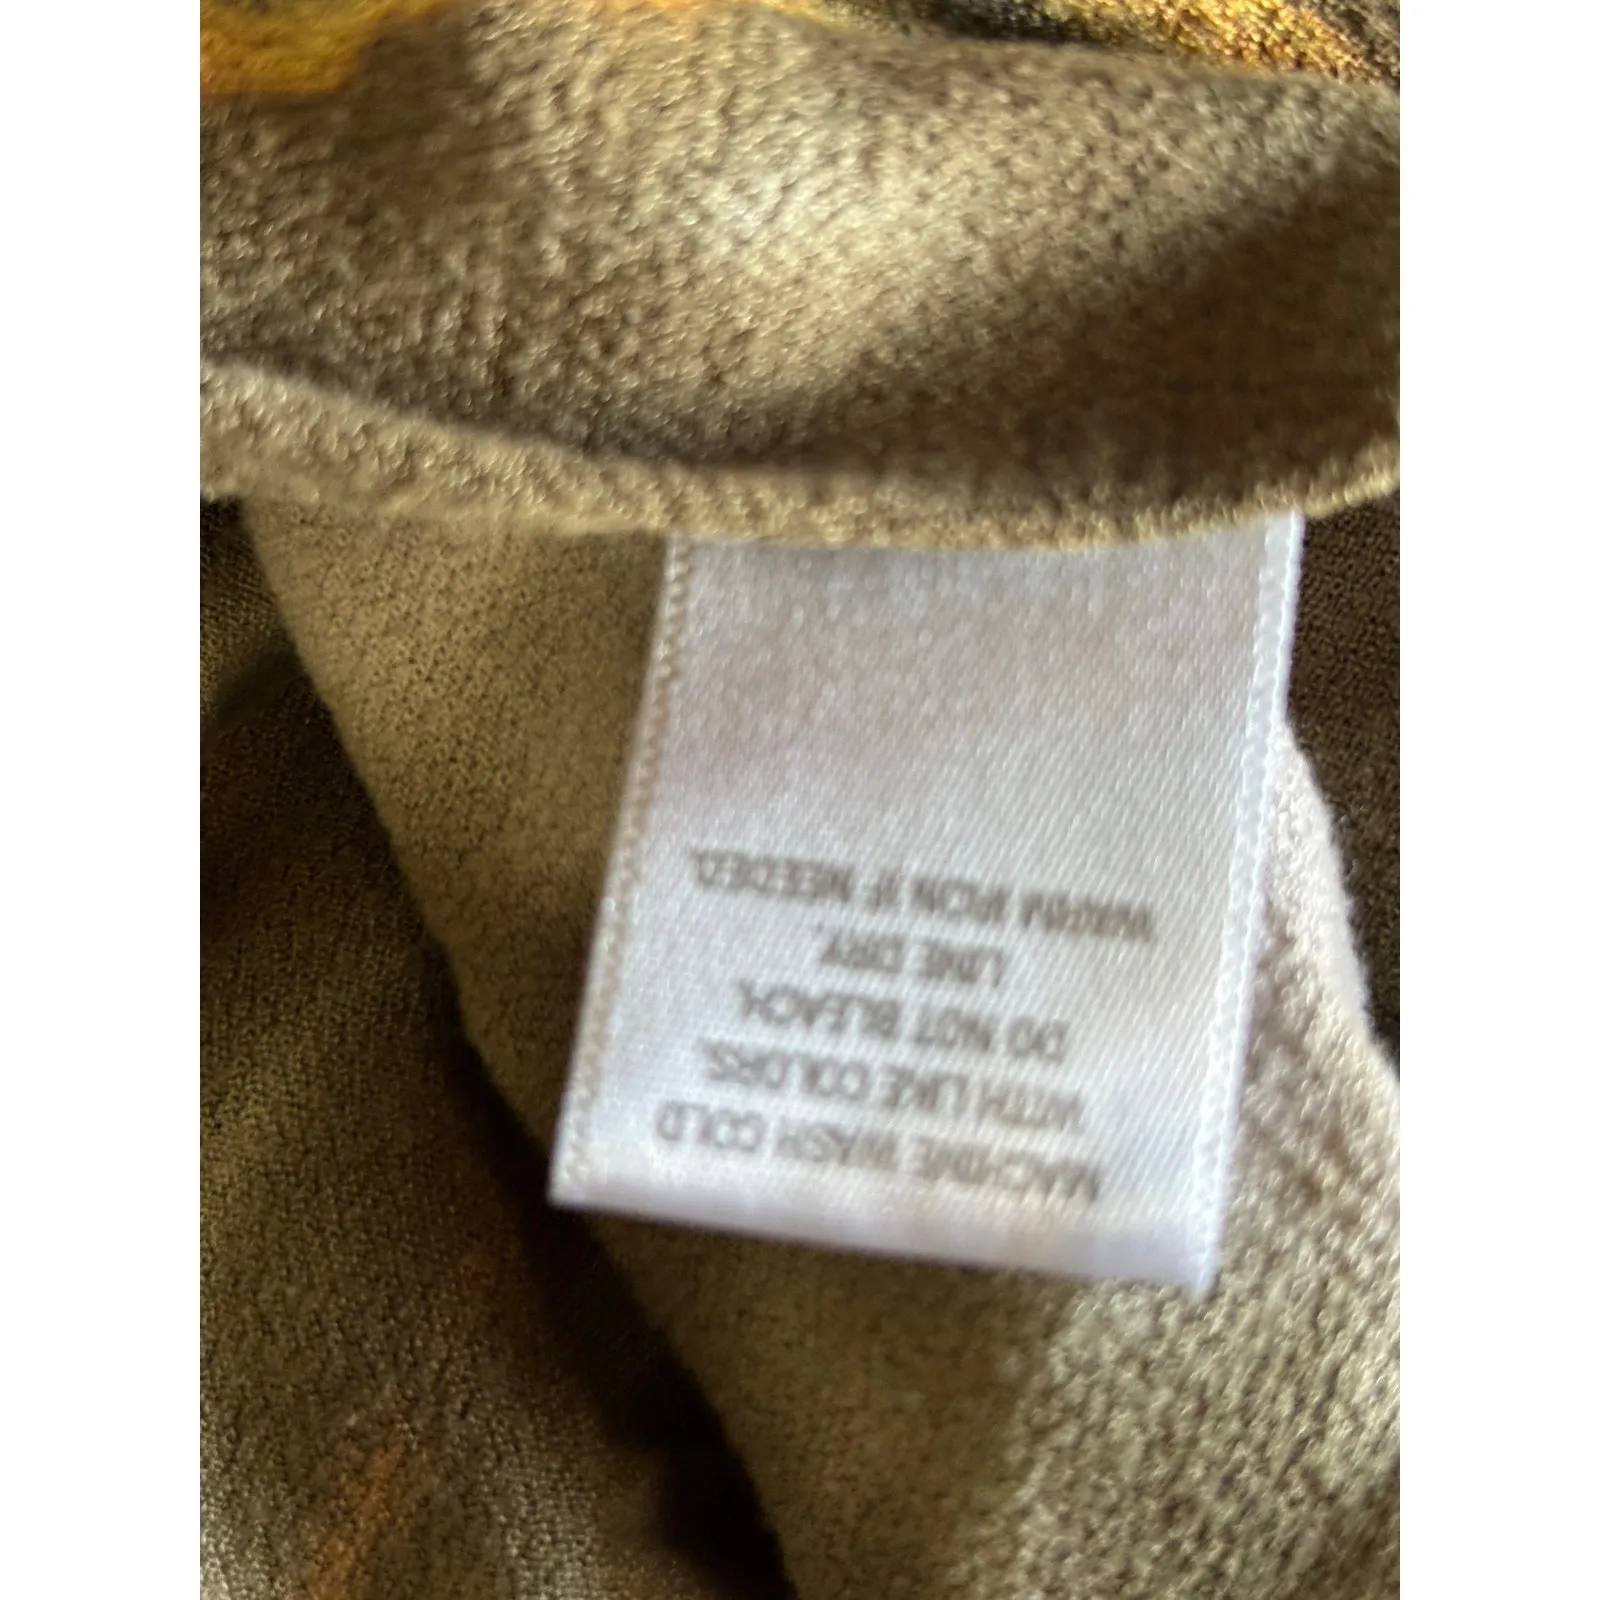 MACHINE WASH COLD
WITH LIKE COLORS.
DO NOT BLEACH.
LINE DRY.
WARM IRON IF NEEDED.